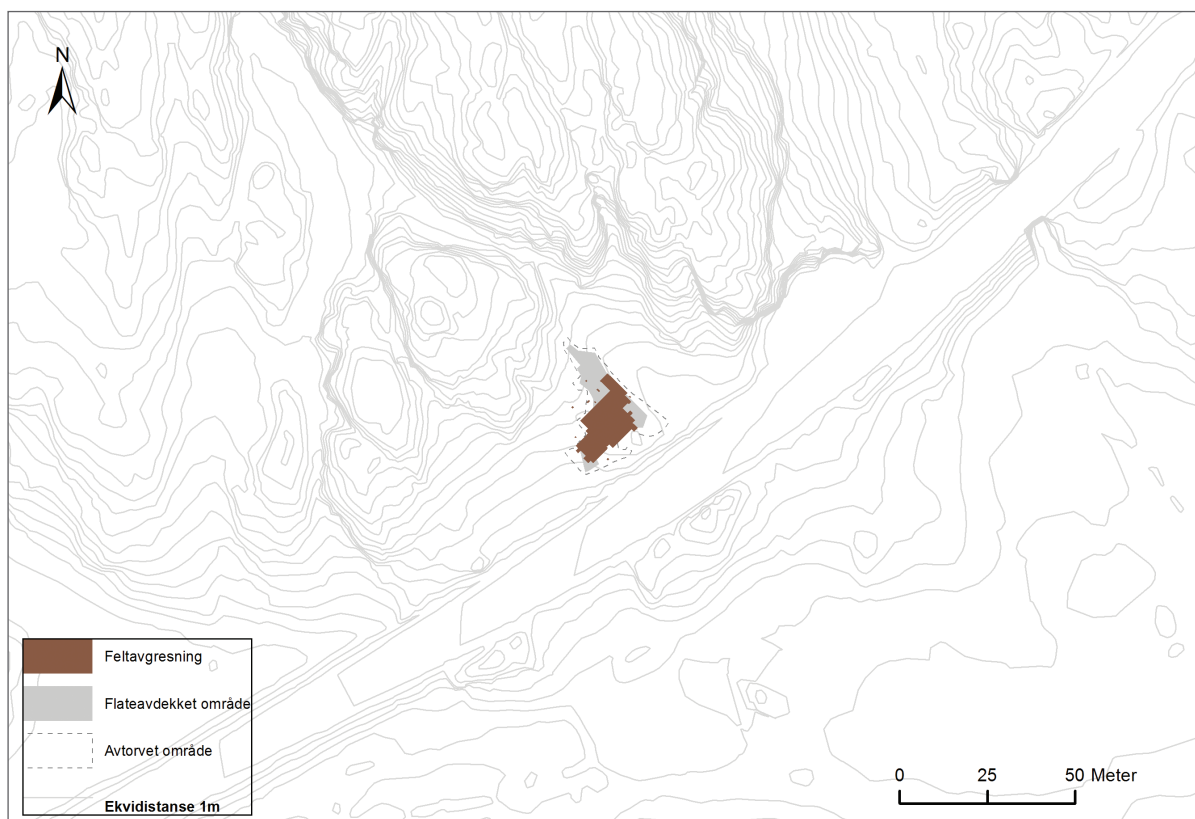 N
Feltavgresning
Flateavdekket område
Avtorvet område
Ekvidistanse 1m
0 25 50 Meter